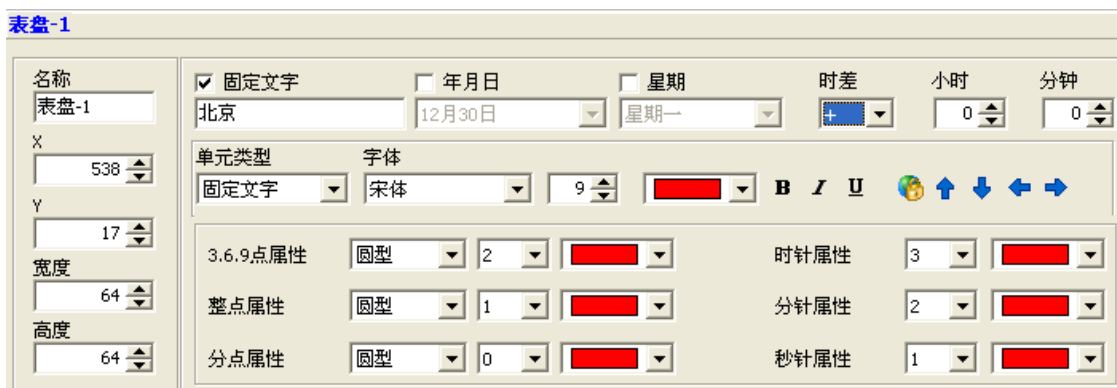 表盘-1
名称
表盘-1
X
538
Y
17
宽度
64
高度
64
固定文字 年月日 星期 时差 小时 分钟
北京 12月30日 星期一 + 0 0
单元类型 字体
固定文字 宋体 9 B I U
3.6.9点属性 圆型 2 时针属性 3
整点属性 圆型 1 分针属性 2
分点属性 圆型 0 秒针属性 1